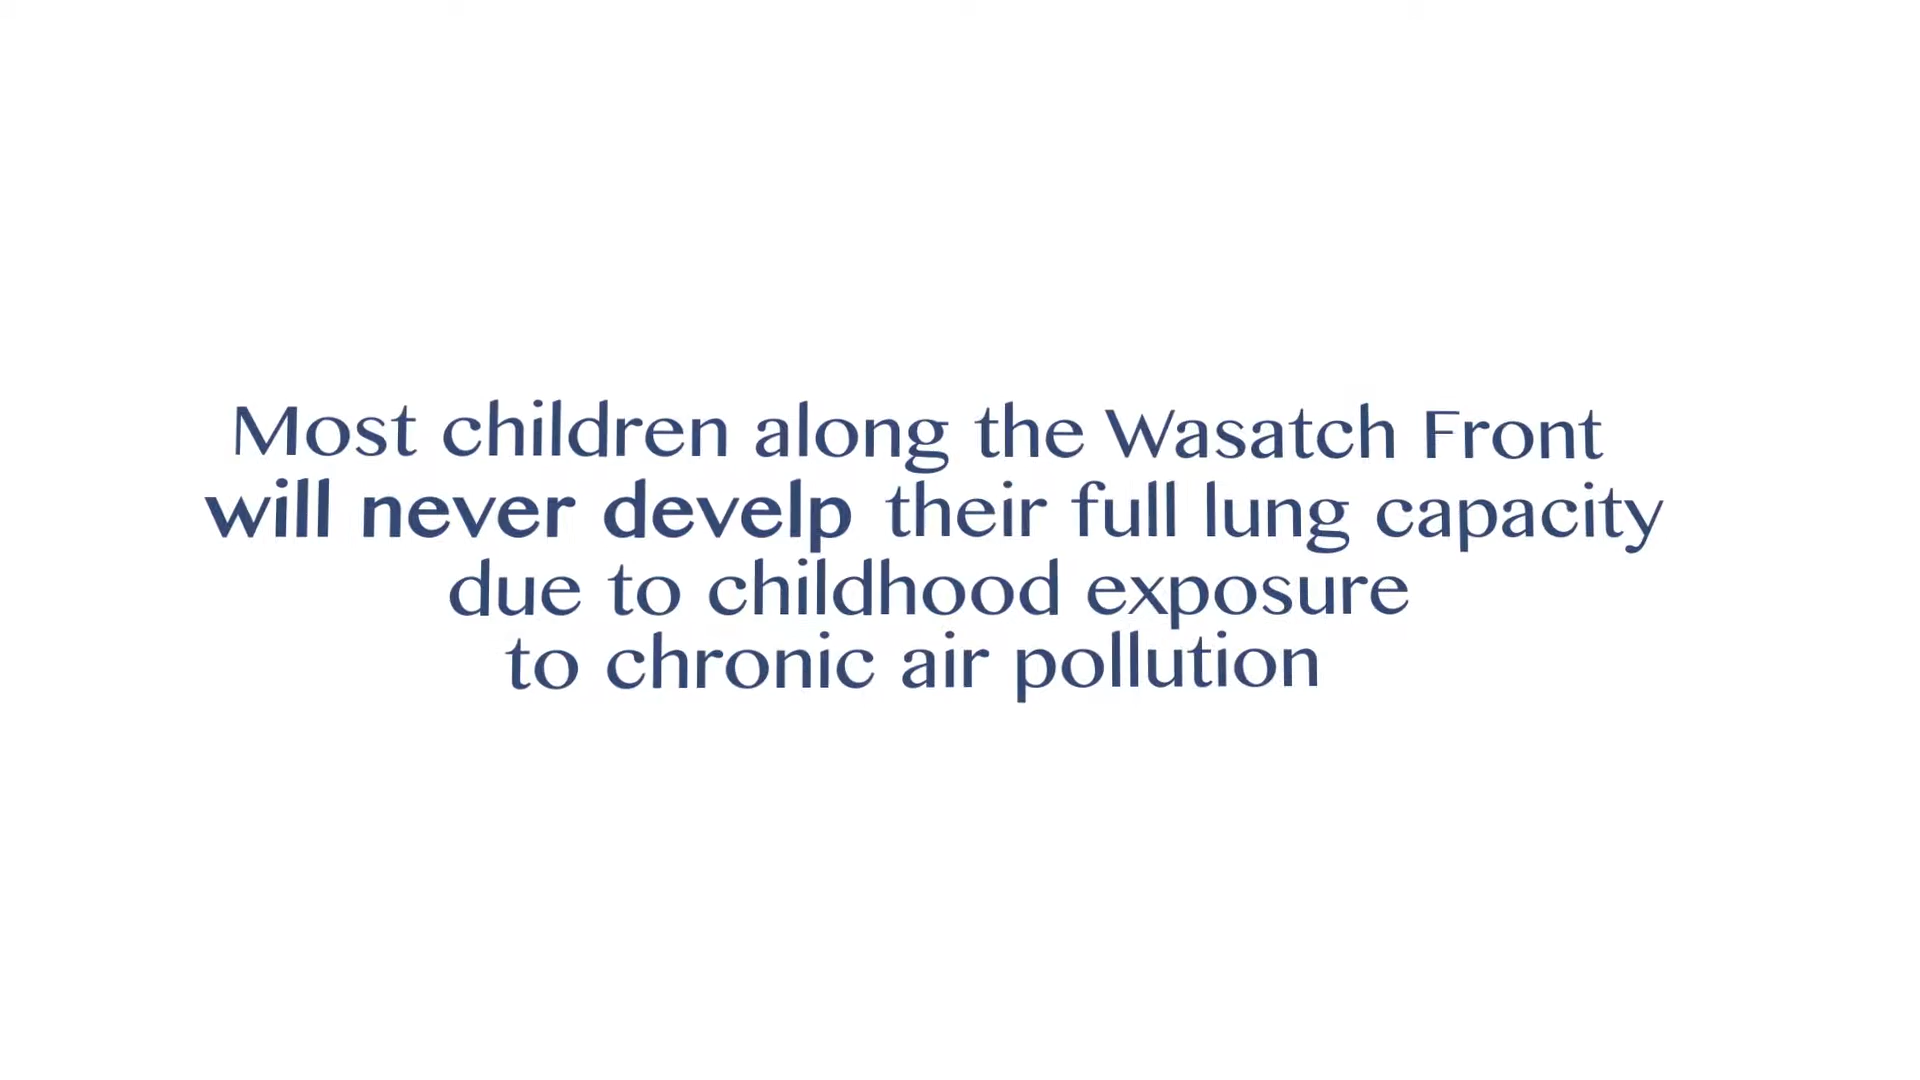 Most children along the Wasatch Front
will never develp their full lung capacity
due to childhood exposure
to chronic air pollution